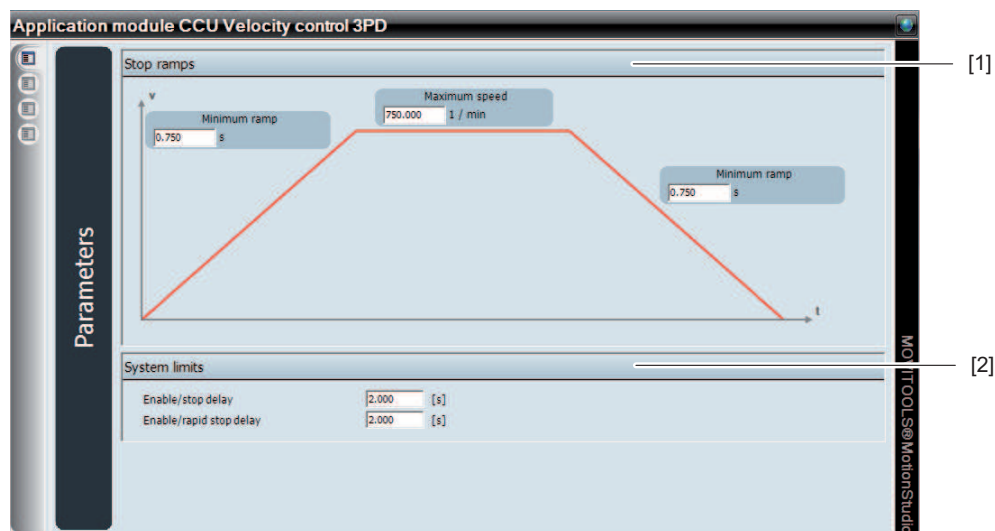 Application module CCU Velocity control 3PD
Stop ramps
[1]
v
Maximum speed
750.000 1 / min
Minimum ramp
0.750 s
Minimum ramp
0.750 s
t
Parameters
System limits
[2]
Enable/stop delay 2.000 [s]
Enable/rapid stop delay 2.000 [s]
MOVITOOLS®MotionStudio